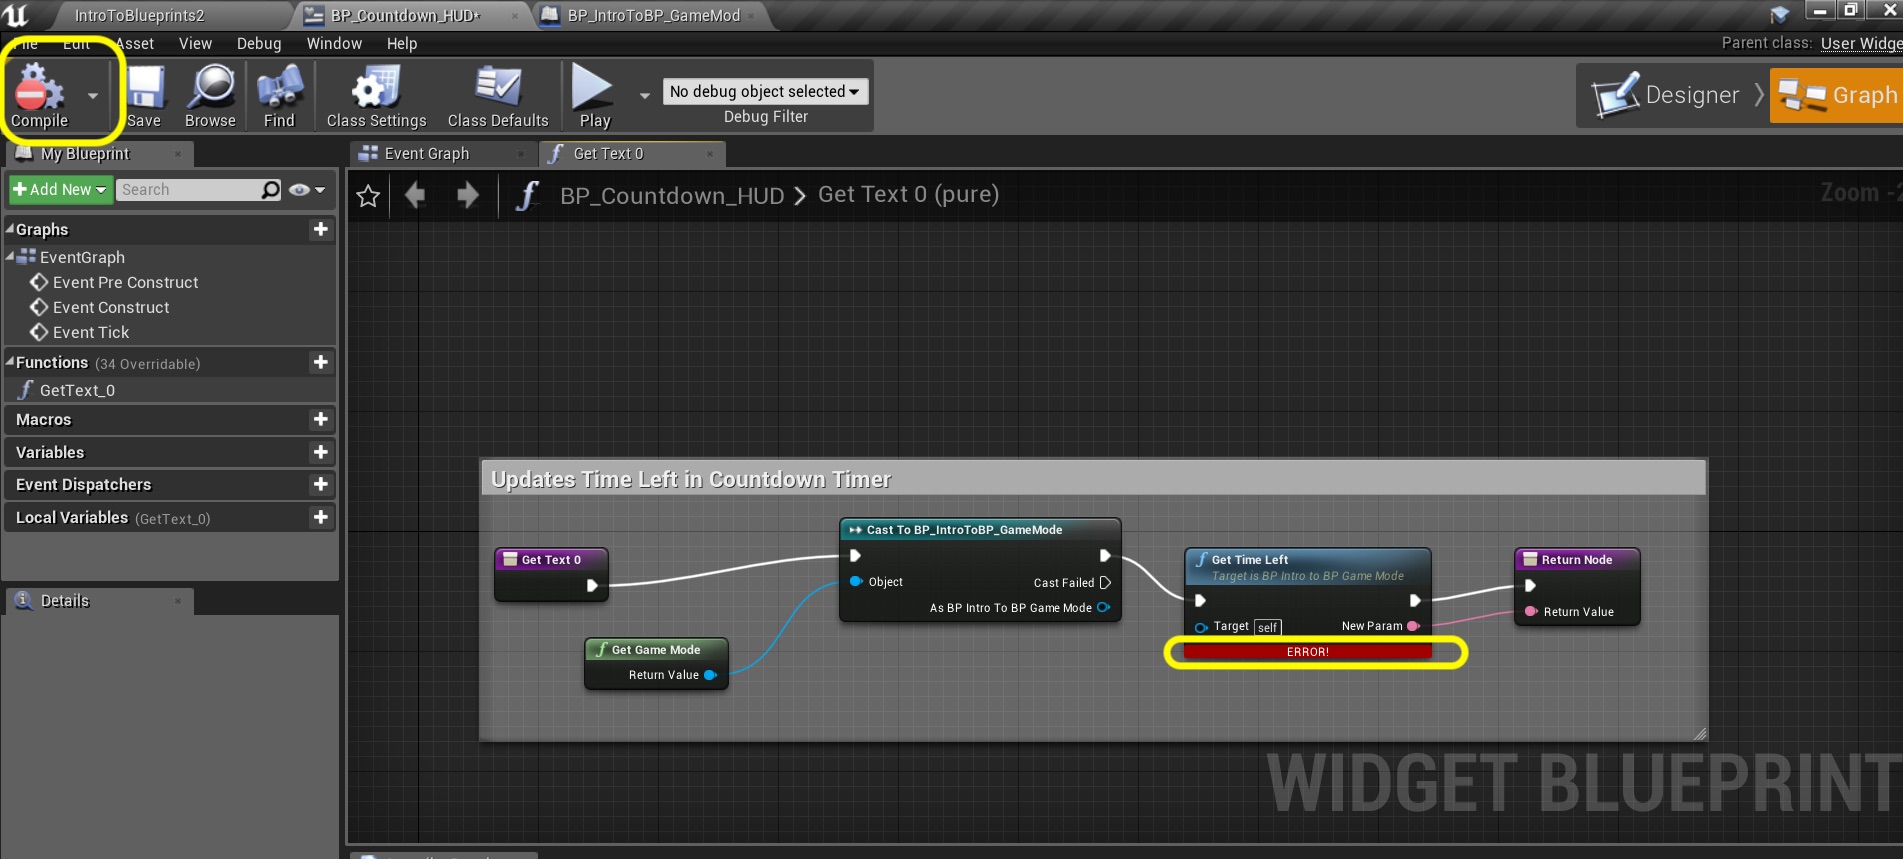 IntroToBlueprints2
BP_Countdown_HUD*
BP_IntroToBP_GameMod
Edit
Asset
View
Debug
Window
Help
Parent class:
User Widge
Compile
Save
Browse
Find
Class Settings
Class Defaults
Play
No debug object selected
Debug Filter
Designer
Graph
My Blueprint
Event Graph
Get Text 0
Add New
Search
BP_Countdown_HUD
Get Text 0 (pure)
Zoom -2
Graphs
EventGraph
Event Pre Construct
Event Construct
Event Tick
Functions (34 Overridable)
GetText_0
Macros
Variables
Event Dispatchers
Local Variables (GetText_0)
Details
Updates Time Left in Countdown Timer
Get Text 0
Cast To BP_IntroToBP_GameMode
Object
Cast Failed
As BP Intro To BP Game Mode
Get Game Mode
Return Value
Get Time Left
Target is BP Intro to BP Game Mode
Target self
New Param
ERROR!
Return Node
Return Value
WIDGET BLUEPRINT